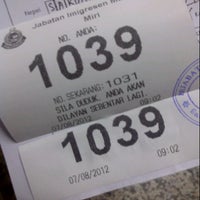 Jabatan Imigresen
Miri
NO. ANDA:
1039
NO. SEKARANG: 1031
SILA DUDUK. ANDA AKAN
DILAYAN SEBENTAR LAGI.
07/08/2012 09:02
1039
07/08/2012 09:02